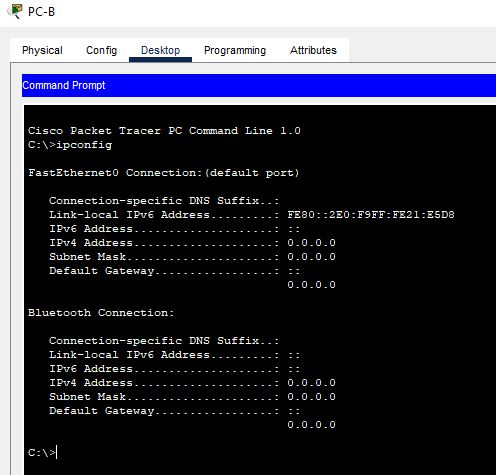 PC-B
Physical Config Desktop Programming Attributes
Command Prompt
Cisco Packet Tracer PC Command Line 1.0
C:\>ipconfig
FastEthernet0 Connection:(default port)
Connection-specific DNS Suffix..:
Link-local IPv6 Address.........: FE80::2E0:F9FF:FE21:E5D8
IPv6 Address....................: ::
IPv4 Address....................: 0.0.0.0
Subnet Mask.....................: 0.0.0.0
Default Gateway.................: ::
0.0.0.0
Bluetooth Connection:
Connection-specific DNS Suffix..:
Link-local IPv6 Address.........: ::
IPv6 Address....................: ::
IPv4 Address....................: 0.0.0.0
Subnet Mask.....................: 0.0.0.0
Default Gateway.................: ::
0.0.0.0
C:\>